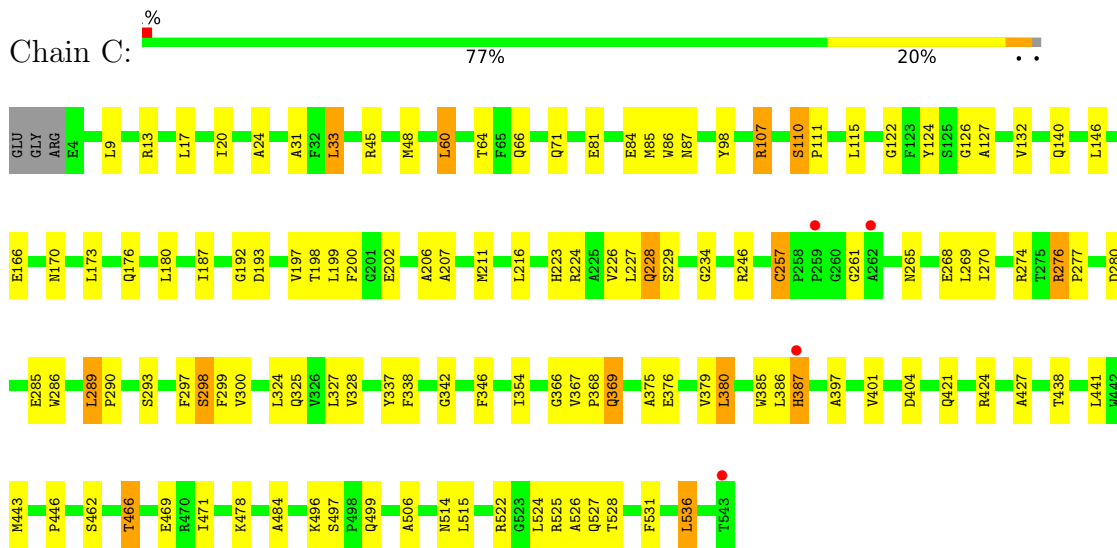 .%
Chain C:
77% 20% . .
GLU GLY ARG E4 L9 R13 L17 I20 A24 A31 F32 L33 R45 M48 L60 T64 F65 Q66 Q71 E81 E84 M85 W86 N87 Y98 R107 S110 P111 L115 G122 F123 Y124 S125 G126 A127 V132 Q140 L146
E166 N170 L173 Q176 L180 I187 G192 D193 V197 T198 L199 F200 G201 E202 A206 A207 M211 L216 H223 R224 A225 V226 L227 Q228 S229 G234 R246 C257 P258 P259 G260 G261 A262 N265 E268 L269 I270 R274 T275 R276 P277 D280
E285 W286 L289 P290 S293 F297 S298 F299 V300 L324 Q325 V326 L327 V328 Y337 F338 G342 F346 I354 G366 V367 P368 Q369 A375 E376 V379 L380 W385 L386 H387 A397 V401 D404 Q421 R424 A427 T438 L441 W442
M443 P446 S462 T466 E469 R470 I471 K478 A484 K496 S497 P498 Q499 A506 N514 L515 R522 G523 L524 R525 A526 Q527 T528 F531 L536 T543